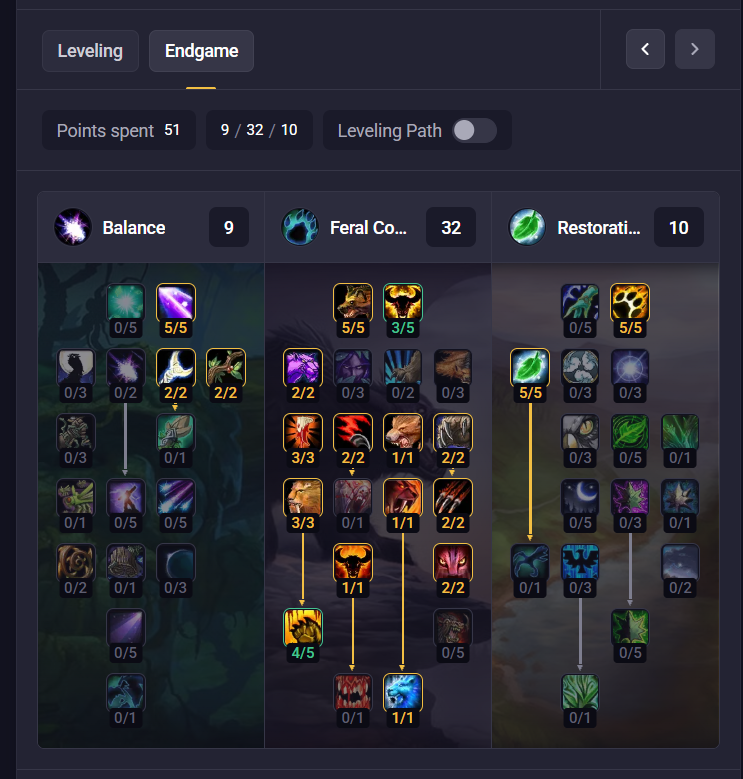 Leveling Endgame
Points spent 51 9 / 32 / 10 Leveling Path
Balance 9 Feral Co... 32 Restorati... 10
0/5 5/5 5/5 3/5 0/5 5/5
0/3 0/2 2/2 2/2 2/2 0/3 0/2 0/3 5/5 0/3 0/3
0/3 0/1 3/3 2/2 1/1 2/2 0/3 0/5 0/1
0/1 0/5 0/5 3/3 0/1 1/1 2/2 0/5 0/3 0/1
0/2 0/1 0/3 1/1 2/2 0/1 0/3 0/2
0/5 4/5 0/5 0/5
0/1 0/1 1/1 0/1